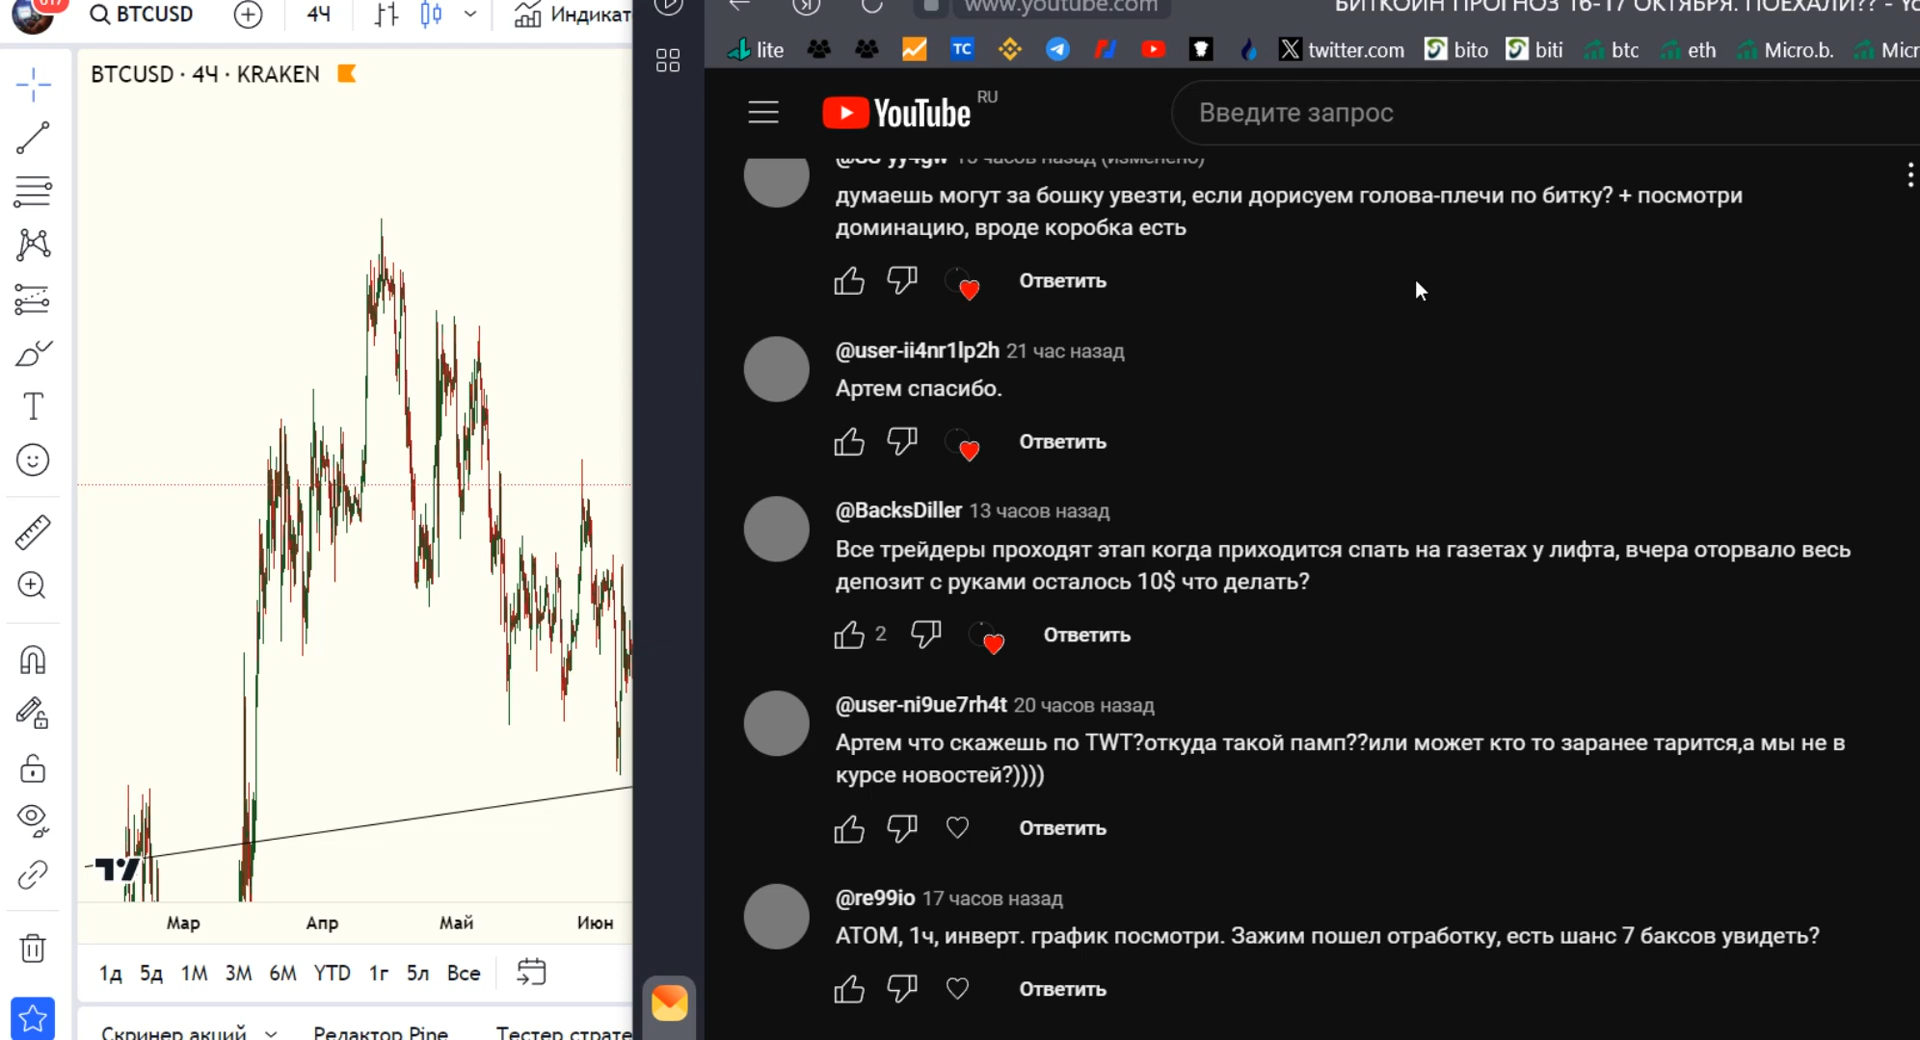 BTCUSD
4Ч
Индикат
BTCUSD · 4Ч · KRAKEN
Мар
Апр
Май
Июн
1д
5д
1М
3М
6М
YTD
1г
5л
Все
Скринер акций
Редактор Pine
Тестер страте
www.youtube.com
БИТКОИН ПРОГНОЗ 16-17 ОКТЯБРЯ. ПОЕХАЛИ??
lite
TC
twitter.com
bito
biti
btc
eth
Micro.b.
Micr
YouTube
RU
Введите запрос
часов назад (изменено)
думаешь могут за бошку увезти, если дорисуем голова-плечи по битку? + посмотри
доминацию, вроде коробка есть
Ответить
@user-ii4nr1lp2h 21 час назад
Артем спасибо.
Ответить
@BacksDiller 13 часов назад
Все трейдеры проходят этап когда приходится спать на газетах у лифта, вчера оторвало весь
депозит с руками осталось 10$ что делать?
2
Ответить
@user-ni9ue7rh4t 20 часов назад
Артем что скажешь по TWT?откуда такой памп??или может кто то заранее тарится,а мы не в
курсе новостей?))))
Ответить
@re99io 17 часов назад
АТОМ, 1ч, инверт. график посмотри. Зажим пошел отработку, есть шанс 7 баксов увидеть?
Ответить